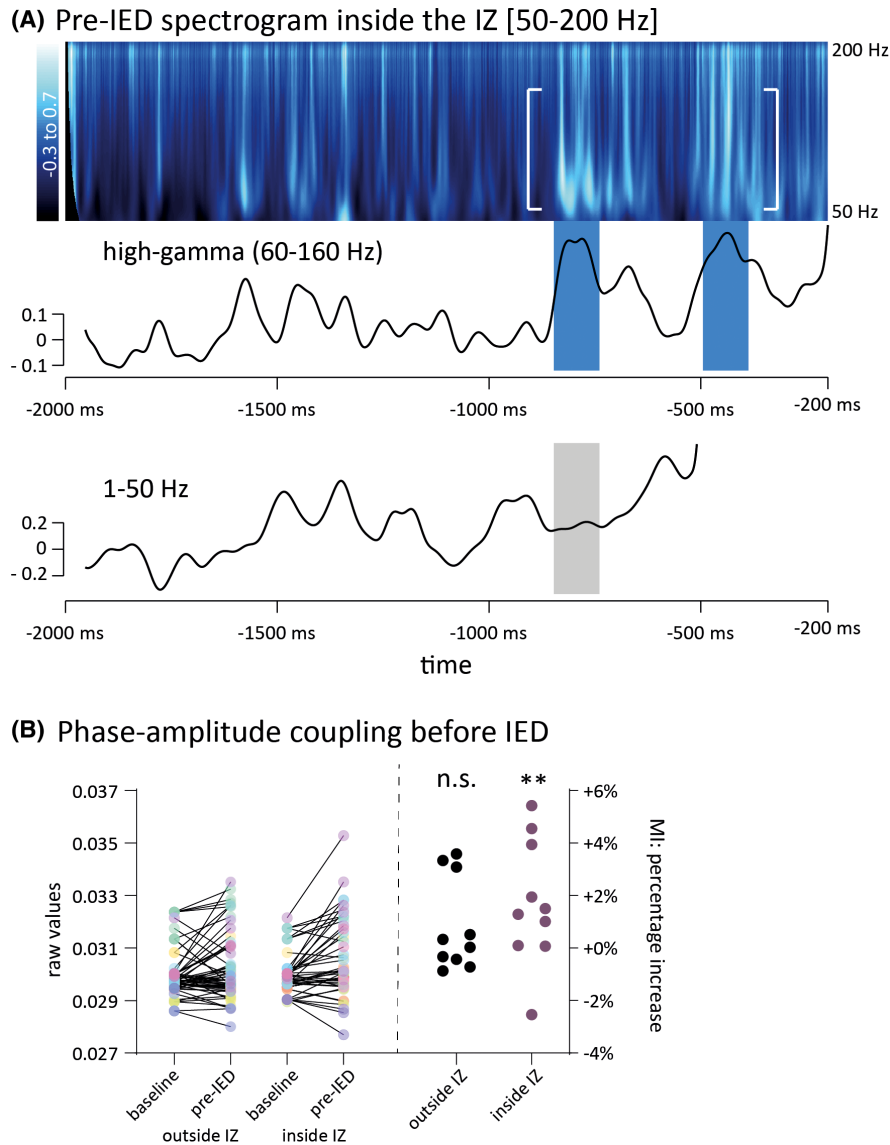 (A) Pre-IED spectrogram inside the IZ [50-200 Hz]
-0.3 to 0.7
200 Hz
50 Hz
high-gamma (60-160 Hz)
0.1
0
- 0.1
-2000 ms -1500 ms -1000 ms -500 ms -200 ms
1-50 Hz
0.2
0
- 0.2
-2000 ms -1500 ms -1000 ms -500 ms -200 ms
time
(B) Phase-amplitude coupling before IED
n.s. **
raw values
0.037
0.035
0.033
0.031
0.029
0.027
+6%
+4%
+2%
+0%
-2%
-4%
MI: percentage increase
baseline pre-IED baseline pre-IED
outside IZ inside IZ
outside IZ inside IZ